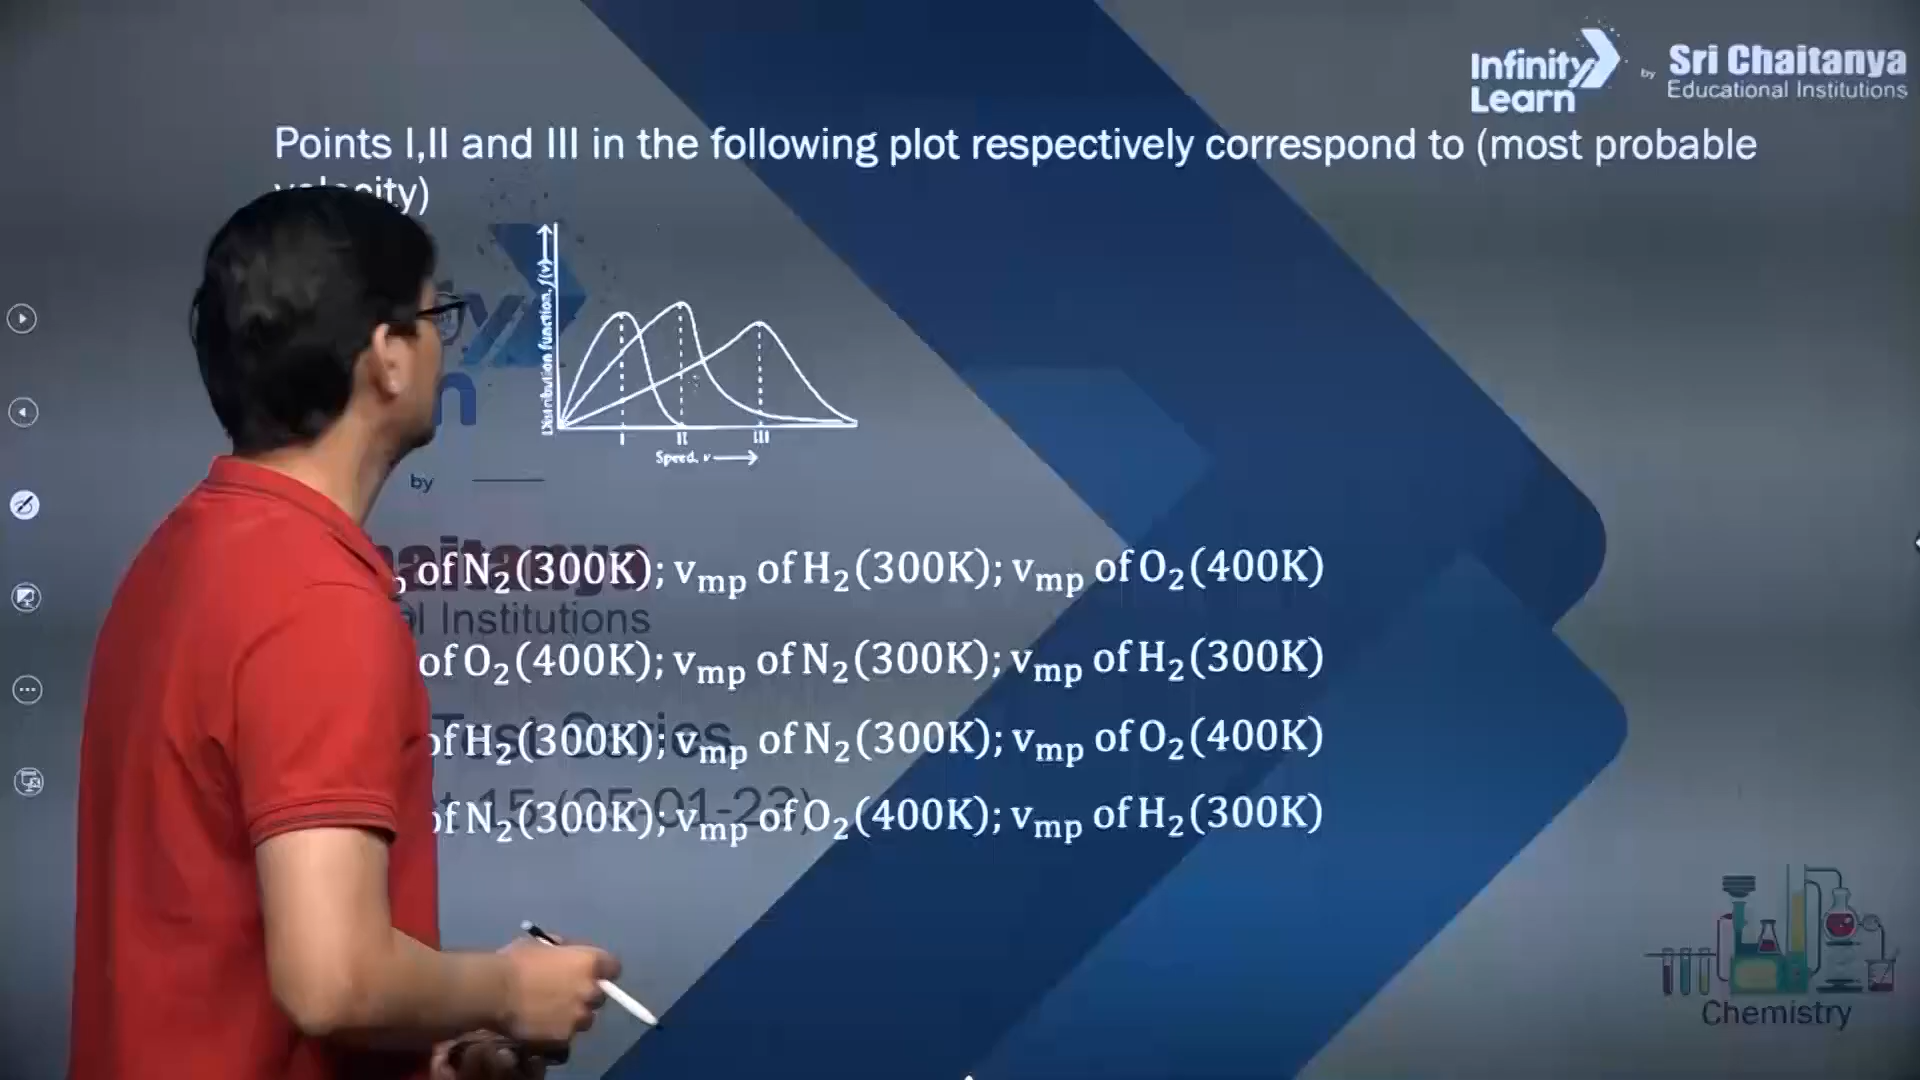 Infinity Learn by Sri Chaitanya Educational Institutions
Points I,II and III in the following plot respectively correspond to (most probable
Distribution function, f(v)
I II III
Speed, v
by
of N₂(300K); vmp of H₂(300K); vmp of O₂(400K)
Institutions
of O₂(400K); vmp of N₂(300K); vmp of H₂(300K)
of H₂(300K); vmp of N₂(300K); vmp of O₂(400K)
of N₂(300K); vmp of O₂(400K); vmp of H₂(300K)
Chemistry